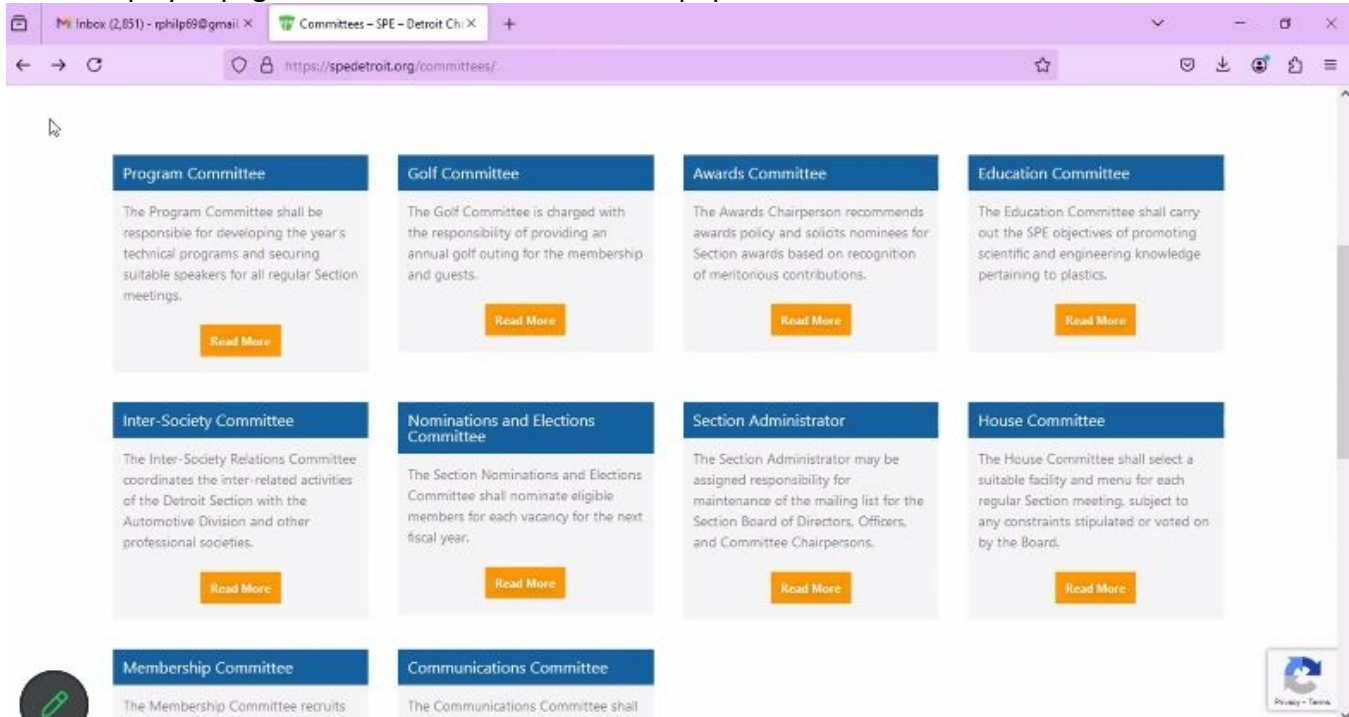 Inbox (2,851) - rphilp69@gmail
Committees – SPE – Detroit Ch
https://spedetroit.org/committees/
Program Committee
The Program Committee shall be
responsible for developing the year's
technical programs and securing
suitable speakers for all regular Section
meetings.
Read More
Golf Committee
The Golf Committee is charged with
the responsibility of providing an
annual golf outing for the membership
and guests.
Read More
Awards Committee
The Awards Chairperson recommends
awards policy and solicits nominees for
Section awards based on recognition
of meritorious contributions.
Read More
Education Committee
The Education Committee shall carry
out the SPE objectives of promoting
scientific and engineering knowledge
pertaining to plastics.
Read More
Inter-Society Committee
The Inter-Society Relations Committee
coordinates the inter-related activities
of the Detroit Section with the
Automotive Division and other
professional societies.
Read More
Nominations and Elections
Committee
The Section Nominations and Elections
Committee shall nominate eligible
members for each vacancy for the next
fiscal year.
Read More
Section Administrator
The Section Administrator may be
assigned responsibility for
maintenance of the mailing list for the
Section Board of Directors, Officers,
and Committee Chairpersons.
Read More
House Committee
The House Committee shall select a
suitable facility and menu for each
regular Section meeting, subject to
any constraints stipulated or voted on
by the Board.
Read More
Membership Committee
The Membership Committee recruits
Communications Committee
The Communications Committee shall
Privacy - Terms